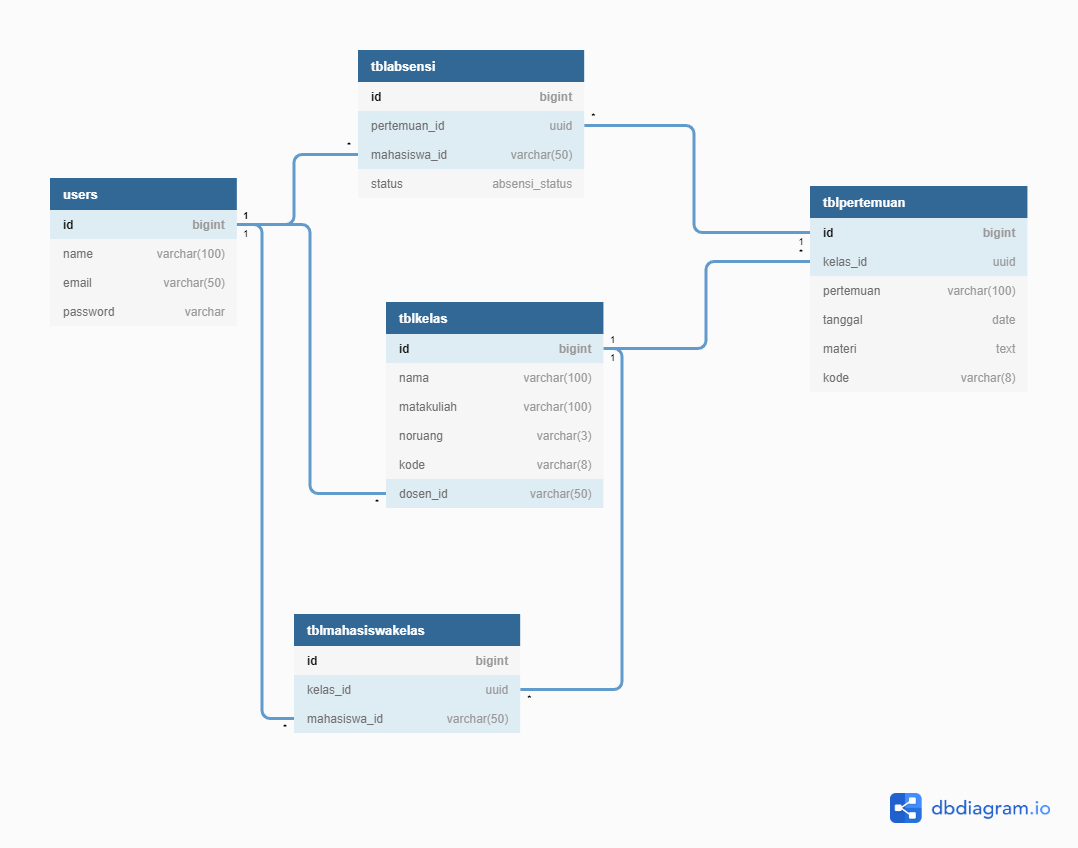 tblabsensi
id bigint
pertemuan_id uuid
mahasiswa_id varchar(50)
status absensi_status
*
*
users
id bigint
name varchar(100)
email varchar(50)
password varchar
1
1
tblpertemuan
id bigint
kelas_id uuid
pertemuan varchar(100)
tanggal date
materi text
kode varchar(8)
1
*
tblkelas
id bigint
nama varchar(100)
matakuliah varchar(100)
noruang varchar(3)
kode varchar(8)
dosen_id varchar(50)
1
1
*
tblmahasiswakelas
id bigint
kelas_id uuid
mahasiswa_id varchar(50)
*
*
dbdiagram.io